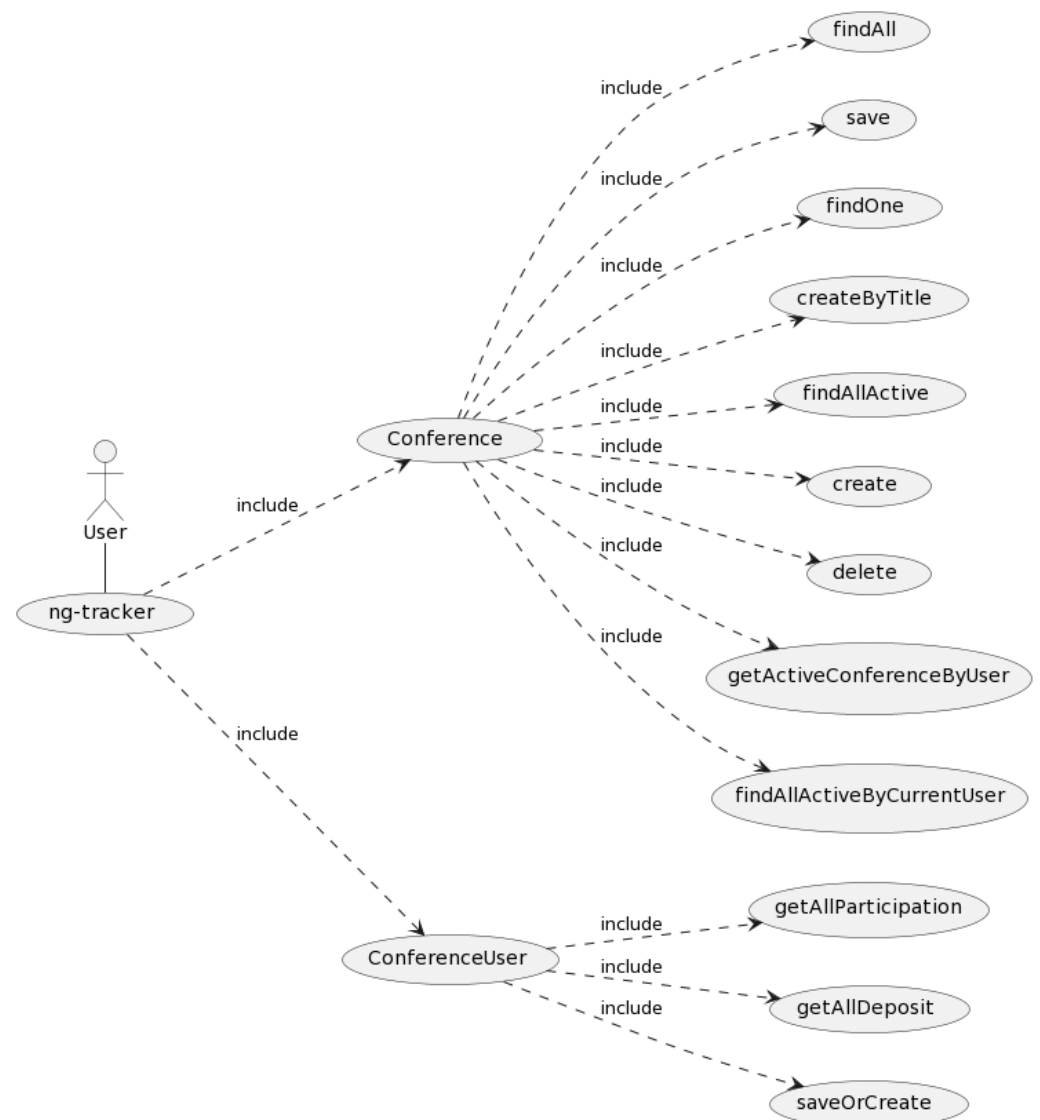 findAll
include
save
include
findOne
include
createByTitle
include
findAllActive
include
Conference
include
create
include
delete
include
include
User
ng-tracker
include
getActiveConferenceByUser
include
findAllActiveByCurrentUser
include
getAllParticipation
include
ConferenceUser
include
getAllDeposit
include
saveOrCreate